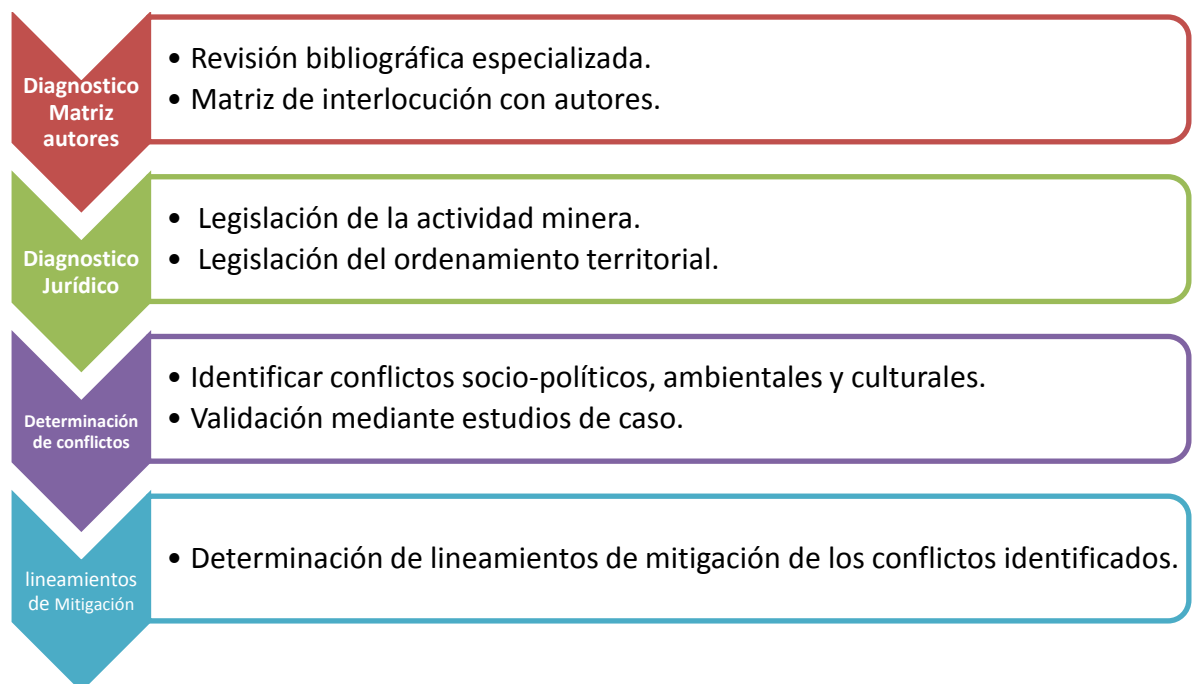 Diagnostico
Matriz
autores
• Revisión bibliográfica especializada.
• Matriz de interlocución con autores.
Diagnostico
Jurídico
• Legislación de la actividad minera.
• Legislación del ordenamiento territorial.
Determinación
de conflictos
• Identificar conflictos socio-políticos, ambientales y culturales.
• Validación mediante estudios de caso.
lineamientos
de Mitigación
• Determinación de lineamientos de mitigación de los conflictos identificados.